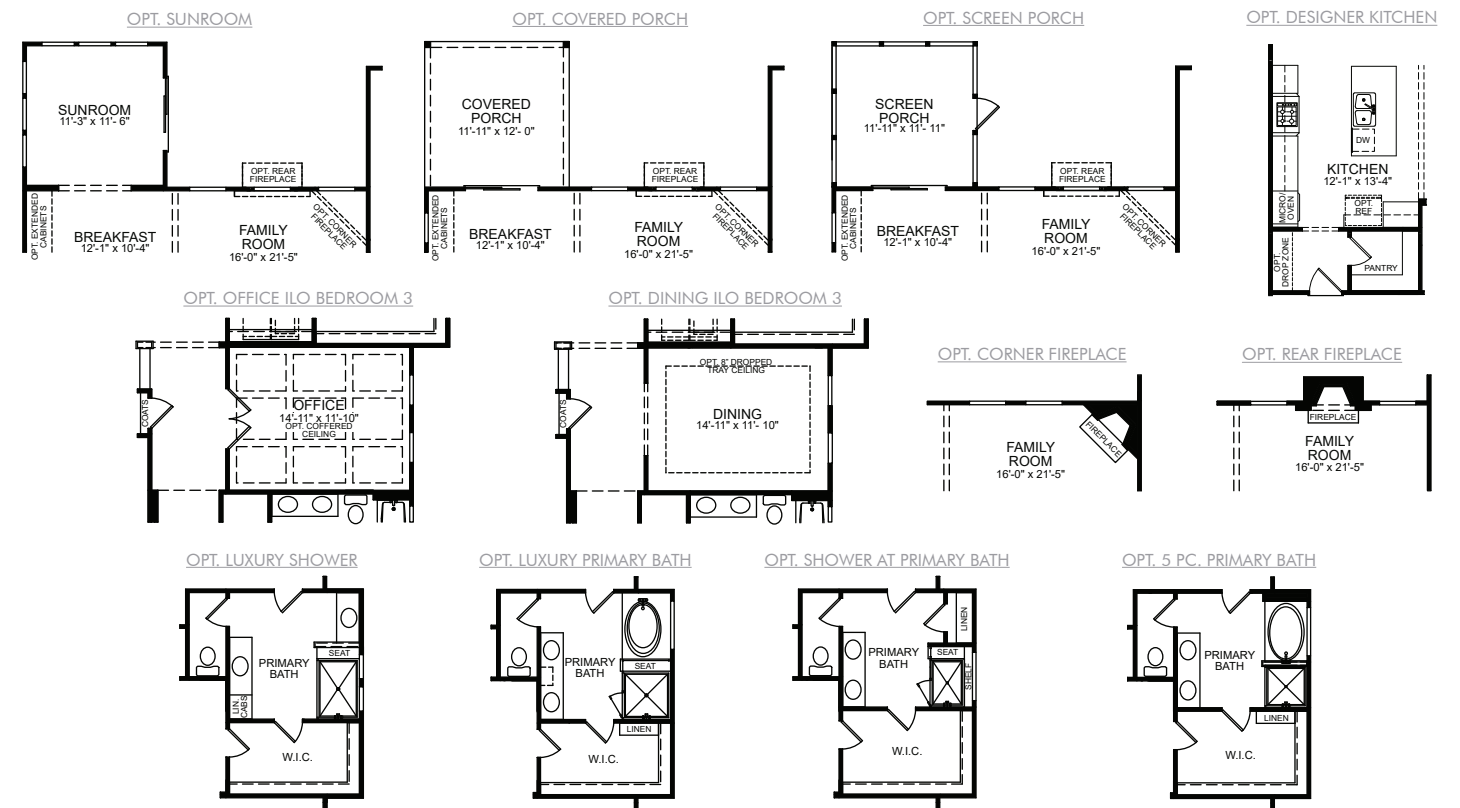 OPT. SUNROOM
SUNROOM
11'-3" x 11'- 6"
OPT. REAR
FIREPLACE
OPT. EXTENDED
CABINETS
BREAKFAST
12'-1" x 10'-4"
FAMILY
ROOM
16'-0" x 21'-5"
OPT. CORNER
FIREPLACE
OPT. COVERED PORCH
COVERED
PORCH
11'-11" x 12'- 0"
OPT. REAR
FIREPLACE
OPT. EXTENDED
CABINETS
BREAKFAST
12'-1" x 10'-4"
FAMILY
ROOM
16'-0" x 21'-5"
OPT. CORNER
FIREPLACE
OPT. SCREEN PORCH
SCREEN
PORCH
11'-11" x 11'- 11"
OPT. REAR
FIREPLACE
OPT. EXTENDED
CABINETS
BREAKFAST
12'-1" x 10'-4"
FAMILY
ROOM
16'-0" x 21'-5"
OPT. CORNER
FIREPLACE
OPT. DESIGNER KITCHEN
DW
KITCHEN
12'-1" x 13'-4"
MICRO/
OVEN
OPT.
REF
OPT.
DROP ZONE
PANTRY
OPT. OFFICE ILO BEDROOM 3
COATS
OFFICE
14'-11" x 11'-10"
OPT. COFFERED
CEILING
OPT. DINING ILO BEDROOM 3
OPT. 8" DROPPED
TRAY CEILING
COATS
DINING
14'-11" x 11'- 10"
OPT. CORNER FIREPLACE
FIREPLACE
FAMILY
ROOM
16'-0" x 21'-5"
OPT. REAR FIREPLACE
FIREPLACE
FAMILY
ROOM
16'-0" x 21'-5"
OPT. LUXURY SHOWER
SEAT
PRIMARY
BATH
LIN.
CABS
W.I.C.
OPT. LUXURY PRIMARY BATH
PRIMARY
BATH
SEAT
LINEN
W.I.C.
OPT. SHOWER AT PRIMARY BATH
LINEN
PRIMARY
BATH
SEAT
SHELF
W.I.C.
OPT. 5 PC. PRIMARY BATH
PRIMARY
BATH
LINEN
W.I.C.